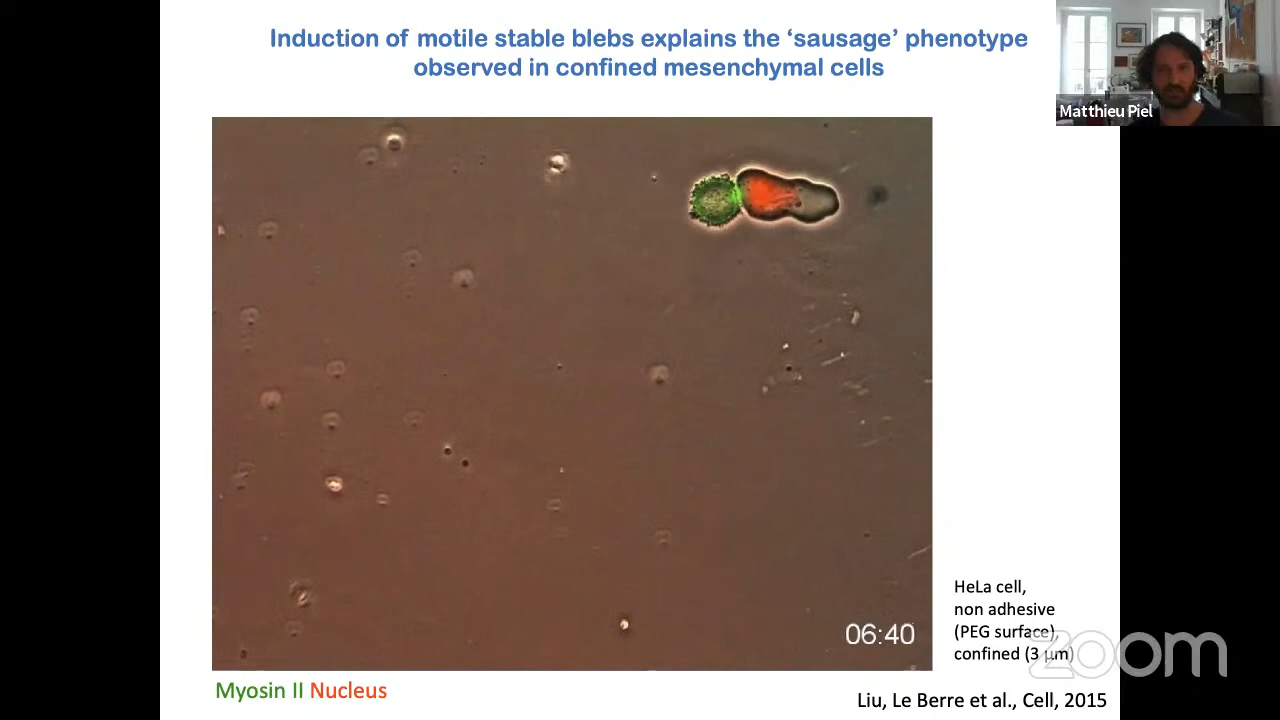 Induction of motile stable blebs explains the ‘sausage’ phenotype
observed in confined mesenchymal cells
Matthieu Piel
06:40
HeLa cell,
non adhesive
(PEG surface),
confined (3 μm)
zoom
Myosin II Nucleus
Liu, Le Berre et al., Cell, 2015